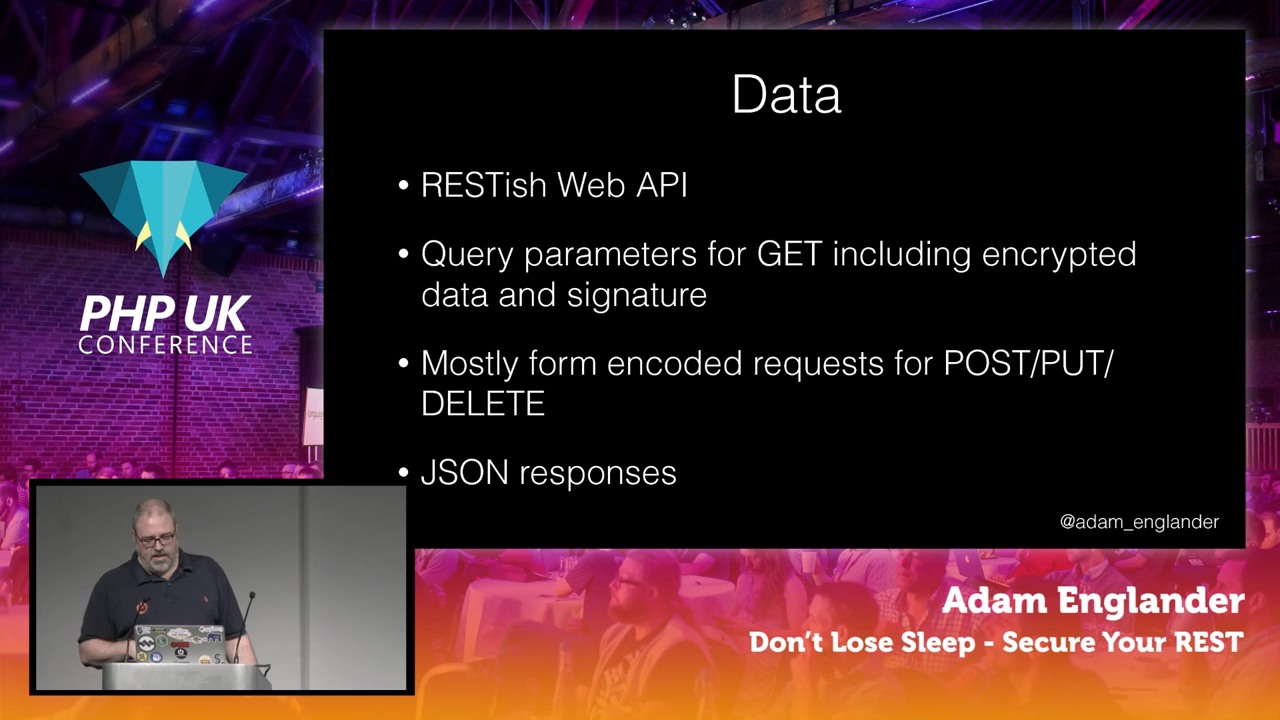 Data
• RESTish Web API
• Query parameters for GET including encrypted
data and signature
• Mostly form encoded requests for POST/PUT/
DELETE
• JSON responses
@adam_englander
PHP UK
CONFERENCE
Adam Englander
Don't Lose Sleep - Secure Your REST